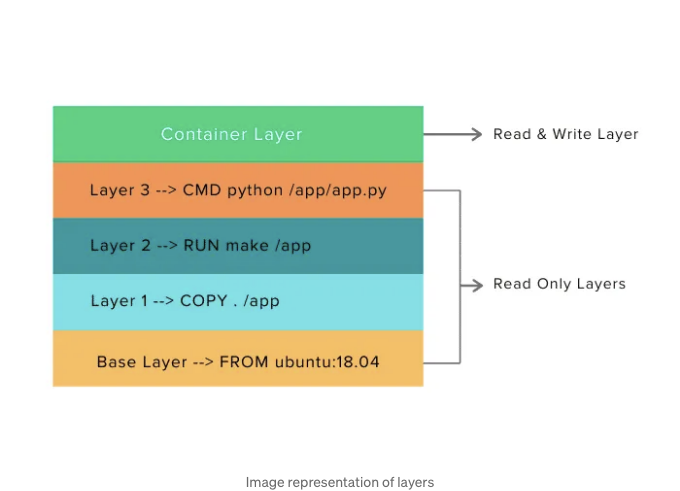 Container Layer
Read & Write Layer
Layer 3 --> CMD python /app/app.py
Layer 2 --> RUN make /app
Read Only Layers
Layer 1 --> COPY . /app
Base Layer --> FROM ubuntu:18.04
Image representation of layers